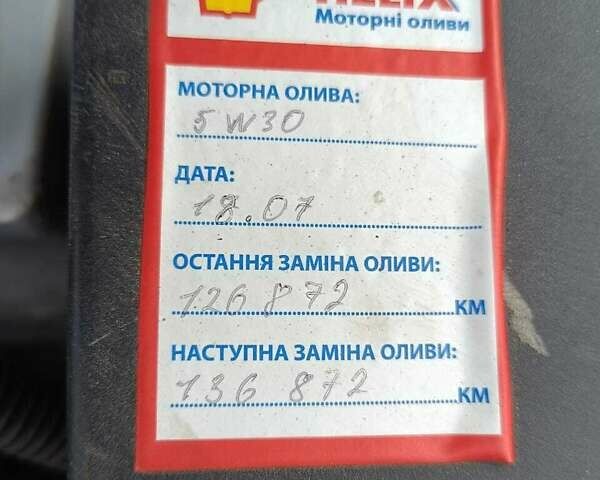 HELIX
Моторні оливи
МОТОРНА ОЛИВА:
5W30
ДАТА:
18.07
ОСТАННЯ ЗАМІНА ОЛИВИ:
126 872 КМ
НАСТУПНА ЗАМІНА ОЛИВИ:
136 872 КМ